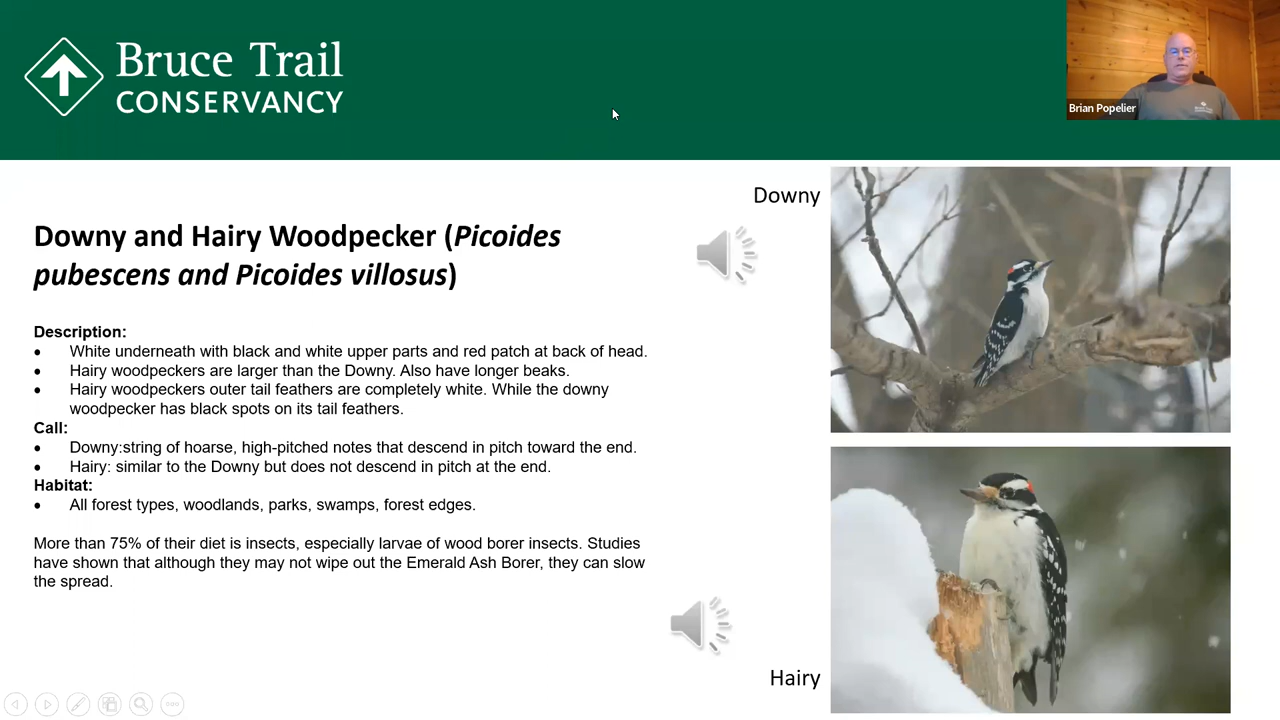 Bruce Trail
CONSERVANCY
Brian Popelier
Downy
Downy and Hairy Woodpecker (Picoides
pubescens and Picoides villosus)
Description:
• White underneath with black and white upper parts and red patch at back of head.
• Hairy woodpeckers are larger than the Downy. Also have longer beaks.
• Hairy woodpeckers outer tail feathers are completely white. While the downy
woodpecker has black spots on its tail feathers.
Call:
• Downy:string of hoarse, high-pitched notes that descend in pitch toward the end.
• Hairy: similar to the Downy but does not descend in pitch at the end.
Habitat:
• All forest types, woodlands, parks, swamps, forest edges.
More than 75% of their diet is insects, especially larvae of wood borer insects. Studies
have shown that although they may not wipe out the Emerald Ash Borer, they can slow
the spread.
Hairy